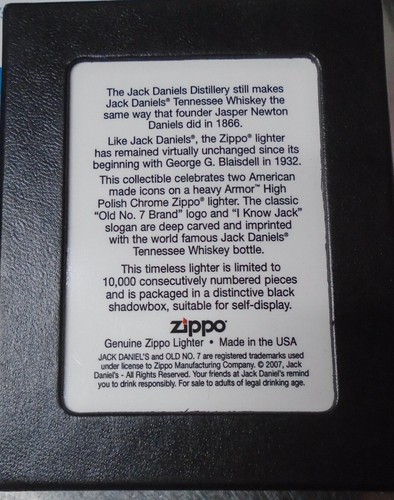 The Jack Daniels Distillery still makes
Jack Daniels® Tennessee Whiskey the
same way that founder Jasper Newton
Daniels did in 1866.
Like Jack Daniels®, the Zippo® lighter
has remained virtually unchanged since its
beginning with George G. Blaisdell in 1932.
This collectible celebrates two American
made icons on a heavy Armor™ High
Polish Chrome Zippo® lighter. The classic
“Old No. 7 Brand” logo and “I Know Jack”
slogan are deep carved and imprinted
with the world famous Jack Daniels®
Tennessee Whiskey bottle.
This timeless lighter is limited to
10,000 consecutively numbered pieces
and is packaged in a distinctive black
shadowbox, suitable for self-display.
zippo
Genuine Zippo Lighter • Made in the USA
JACK DANIEL'S and OLD NO. 7 are registered trademarks used
under license to Zippo Manufacturing Company. © 2007, Jack
Daniel's - All Rights Reserved. Your friends at Jack Daniel's remind
you to drink responsibly. For sale to adults of legal drinking age.